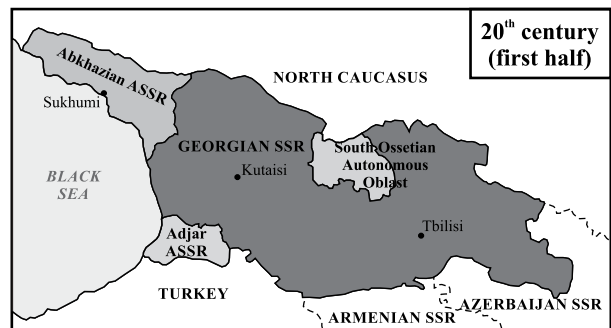 20th century
(first half)
Abkhazian ASSR
NORTH CAUCASUS
Sukhumi
GEORGIAN SSR
South-Ossetian
Autonomous
Oblast
Kutaisi
BLACK
SEA
Tbilisi
Adjar
ASSR
TURKEY
ARMENIAN SSR
AZERBAIJAN SSR